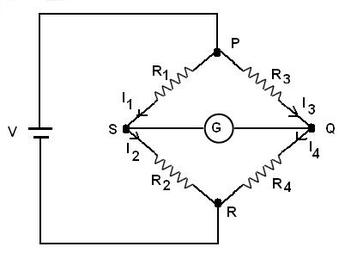 P
R1 R3
I1 I3
V S G Q
I2 I4
R2 R4
R